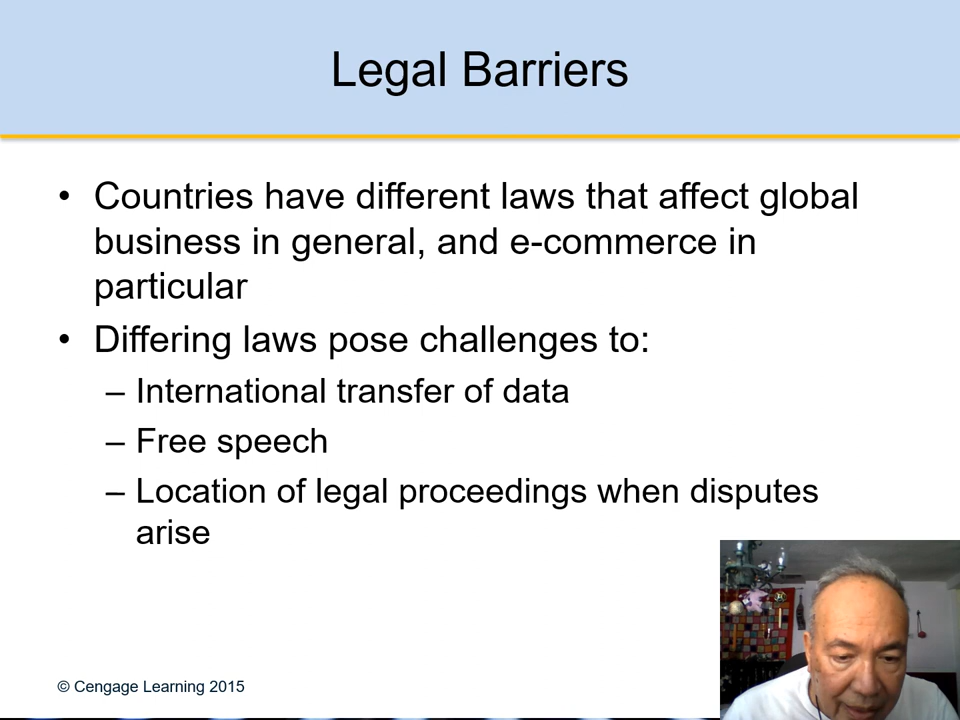 Legal Barriers
• Countries have different laws that affect global
business in general, and e-commerce in
particular
• Differing laws pose challenges to:
– International transfer of data
– Free speech
– Location of legal proceedings when disputes
arise
© Cengage Learning 2015